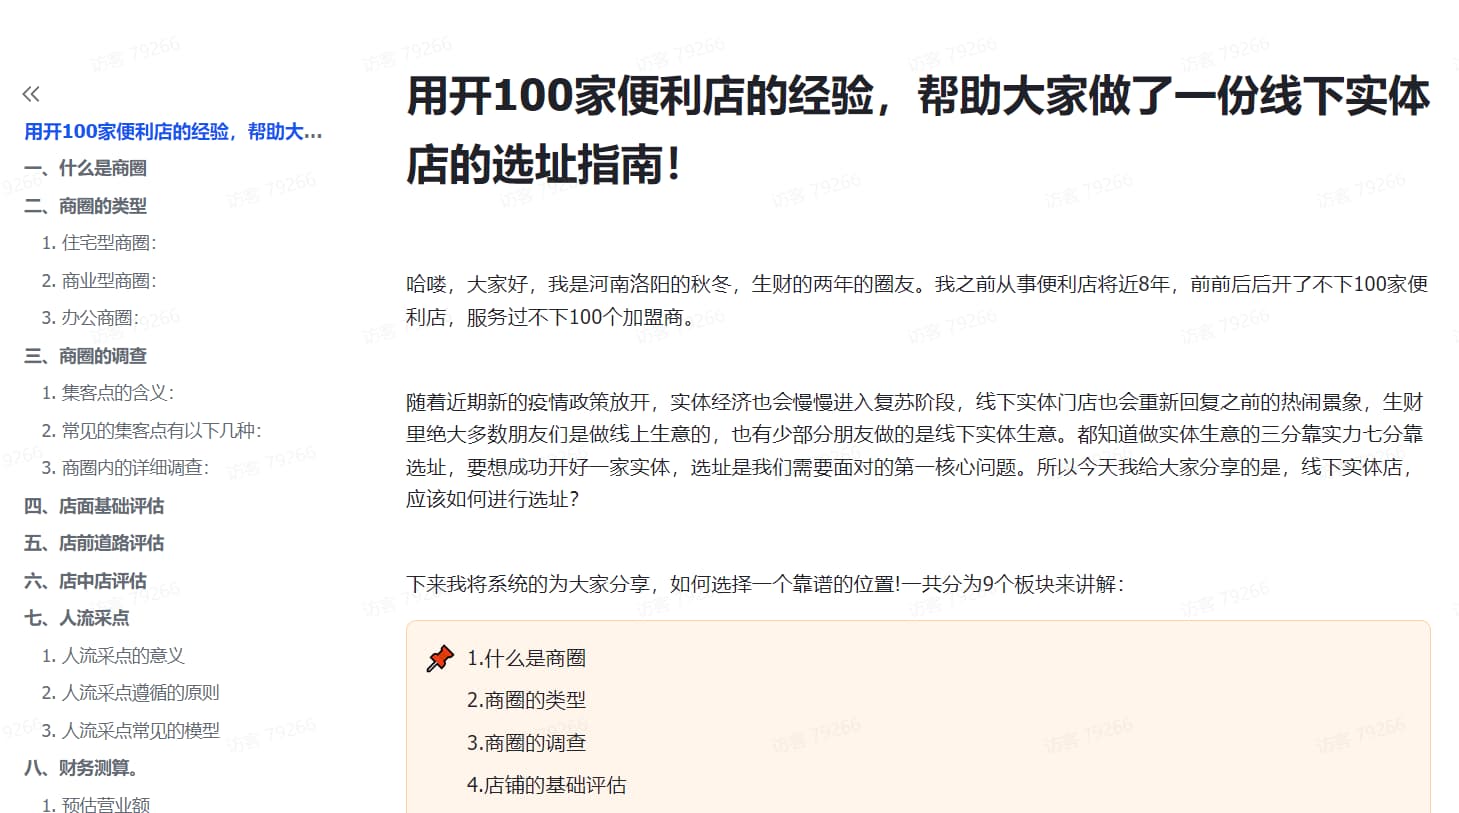 用开100家便利店的经验，帮助大...
一、什么是商圈
二、商圈的类型
1. 住宅型商圈：
2. 商业型商圈：
3. 办公商圈：
三、商圈的调查
1. 集客点的含义：
2. 常见的集客点有以下几种：
3. 商圈内的详细调查：
四、店面基础评估
五、店前道路评估
六、店中店评估
七、人流采点
1. 人流采点的意义
2. 人流采点遵循的原则
3. 人流采点常见的模型
八、财务测算。
1. 预估营业额
用开100家便利店的经验，帮助大家做了一份线下实体
店的选址指南！
哈喽，大家好，我是河南洛阳的秋冬，生财的两年的圈友。我之前从事便利店将近8年，前前后后开了不下100家便
利店，服务过不下100个加盟商。
随着近期新的疫情政策放开，实体经济也会慢慢进入复苏阶段，线下实体门店也会重新回复之前的热闹景象，生财
里绝大多数朋友们是做线上生意的，也有少部分朋友做的是线下实体生意。都知道做实体生意的三分靠实力七分靠
选址，要想成功开好一家实体，选址是我们需要面对的第一核心问题。所以今天我给大家分享的是，线下实体店，
应该如何进行选址？
下来我将系统的为大家分享，如何选择一个靠谱的位置!一共分为9个板块来讲解：
1.什么是商圈
2.商圈的类型
3.商圈的调查
4.店铺的基础评估
访客 79266